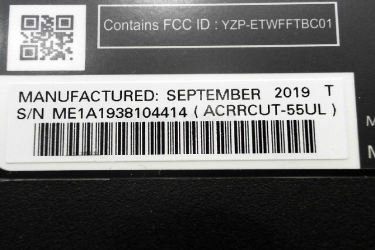 Contains FCC ID : YZP-ETWFFTBC01
MANUFACTURED: SEPTEMBER 2019 T
S/N ME1A1938104414 ( ACRRCUT-55UL )
M
M